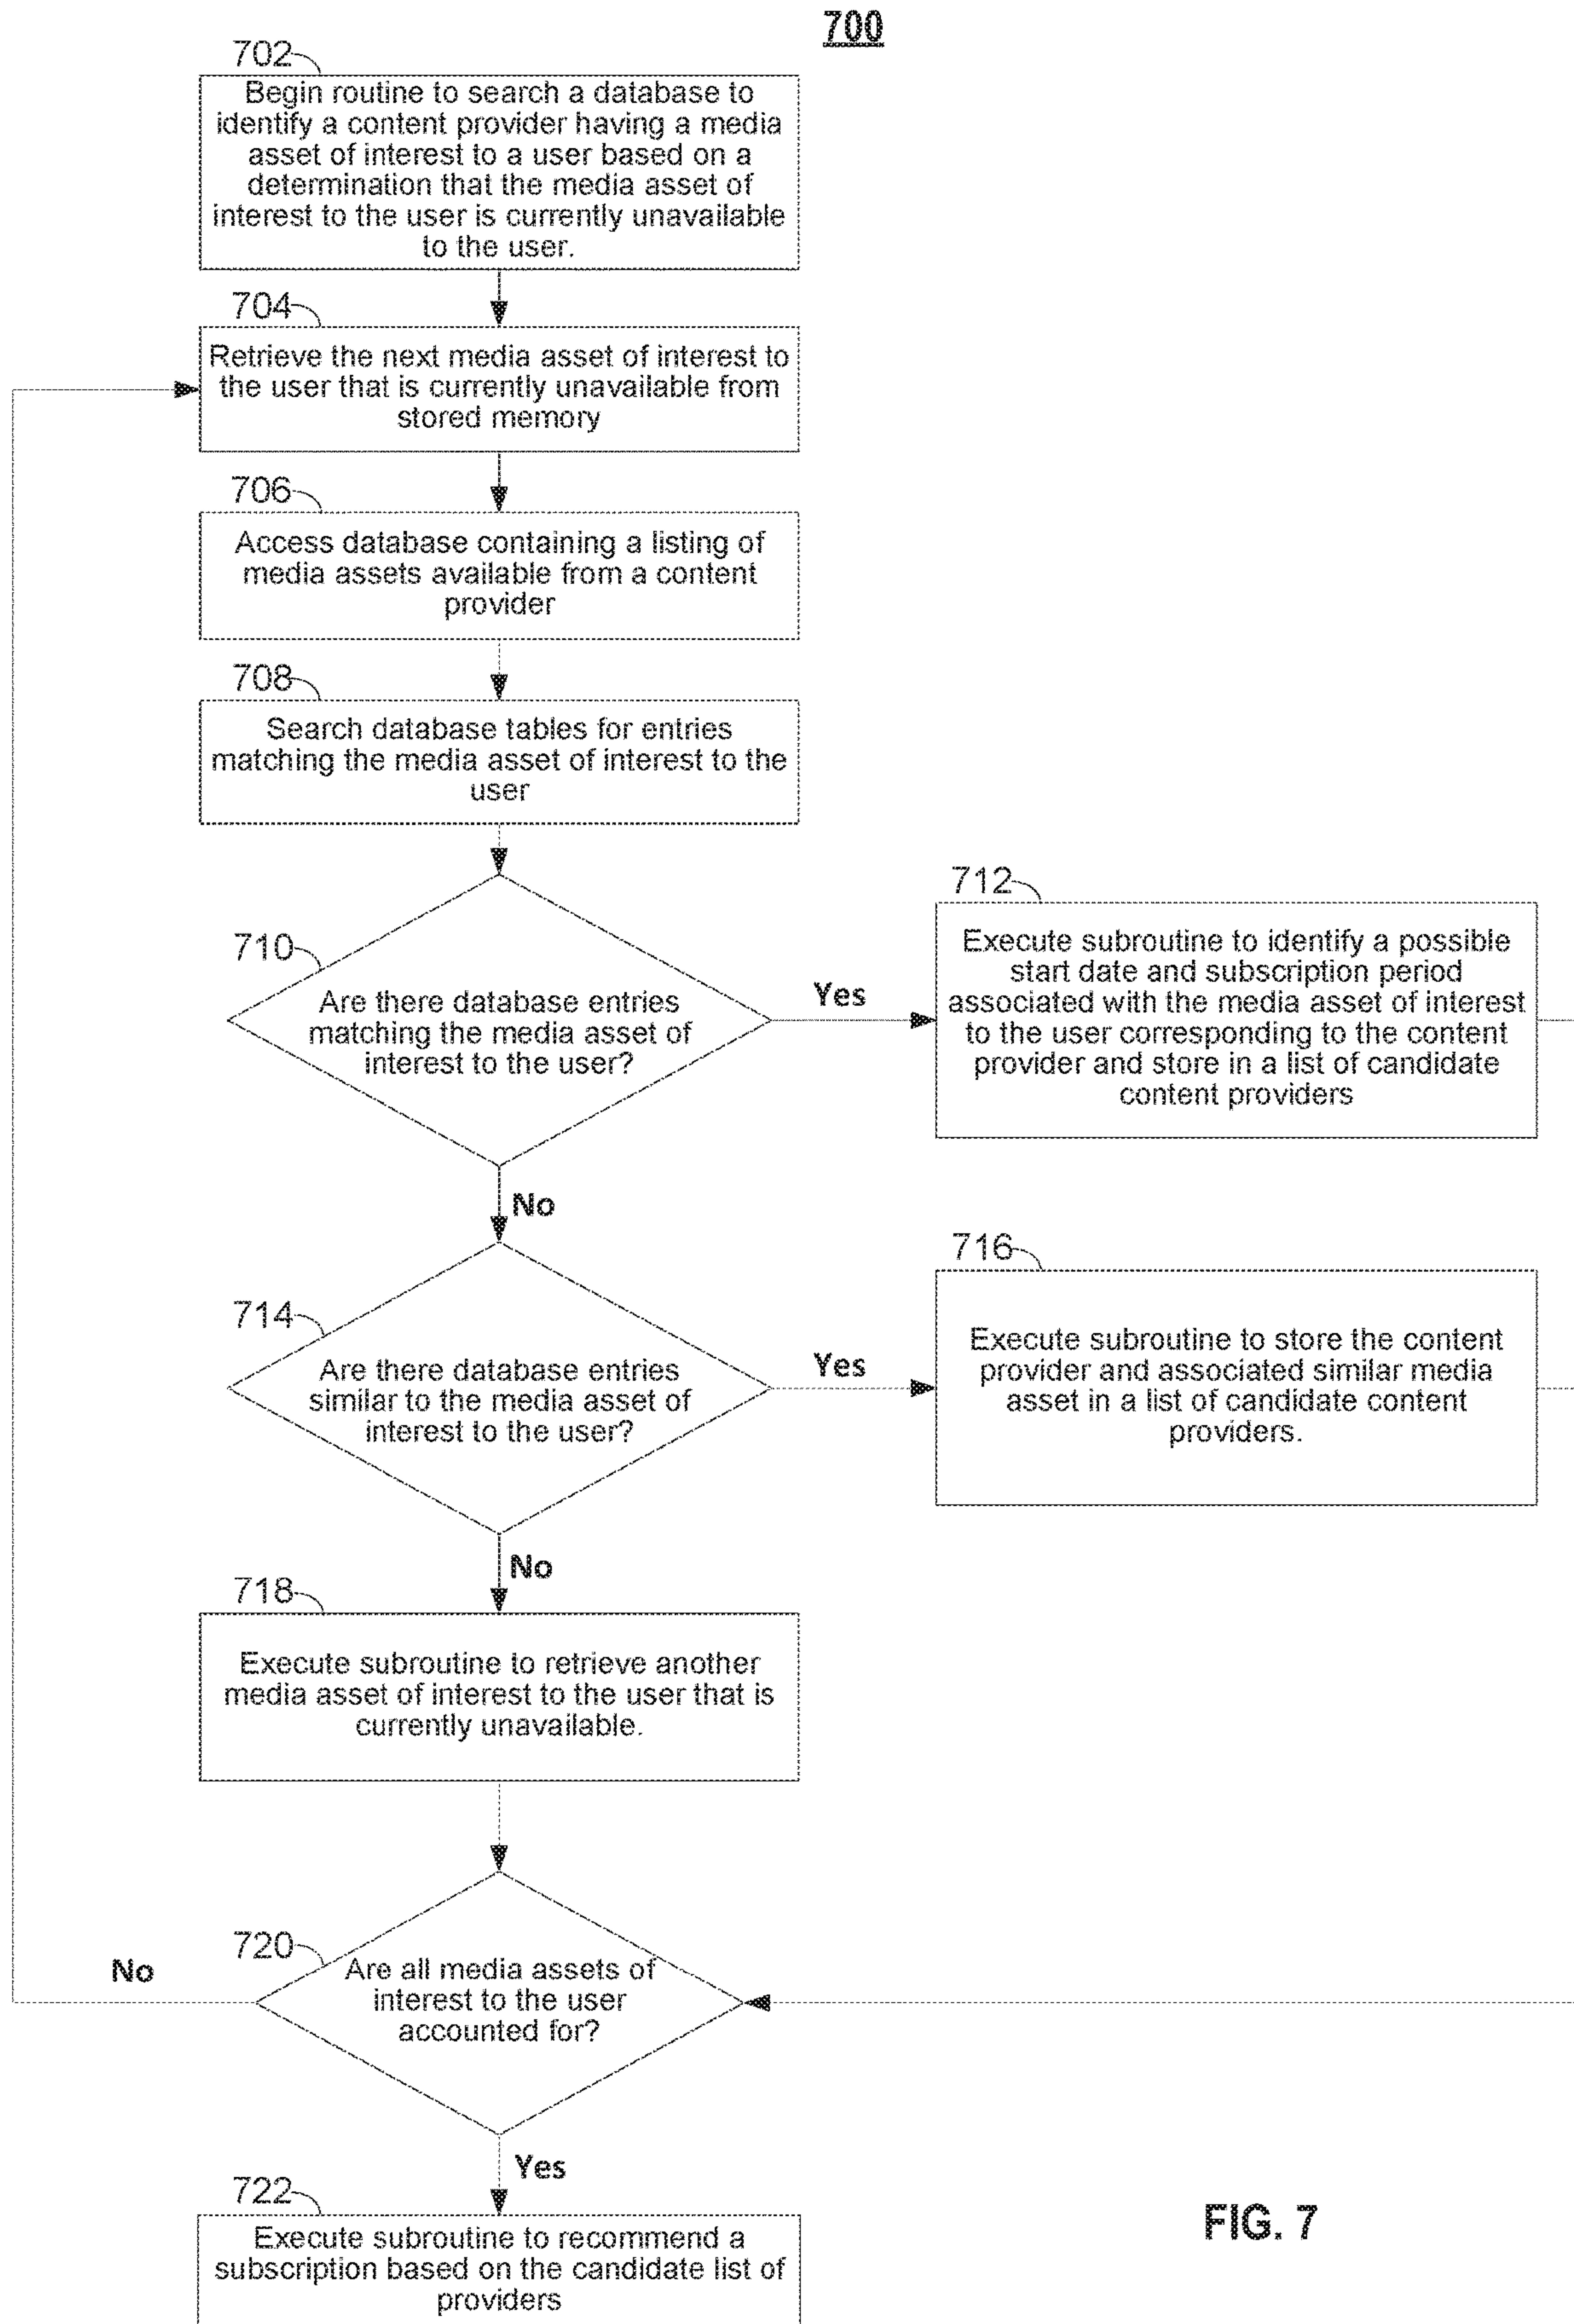 700
702
Begin routine to search a database to
identify a content provider having a media
asset of interest to a user based on a
determination that the media asset of
interest to the user is currently unavailable
to the user.
704
Retrieve the next media asset of interest to
the user that is currently unavailable from
stored memory
706
Access database containing a listing of
media assets available from a content
provider
708
Search database tables for entries
matching the media asset of interest to the
user
710
Are there database entries
matching the media asset of
interest to the user?
Yes
712
Execute subroutine to identify a possible
start date and subscription period
associated with the media asset of interest
to the user corresponding to the content
provider and store in a list of candidate
content providers
No
714
Are there database entries
similar to the media asset of
interest to the user?
Yes
716
Execute subroutine to store the content
provider and associated similar media
asset in a list of candidate content
providers.
No
718
Execute subroutine to retrieve another
media asset of interest to the user that is
currently unavailable.
720
Are all media assets of
interest to the user
accounted for?
No
Yes
722
Execute subroutine to recommend a
subscription based on the candidate list of
providers
FIG. 7